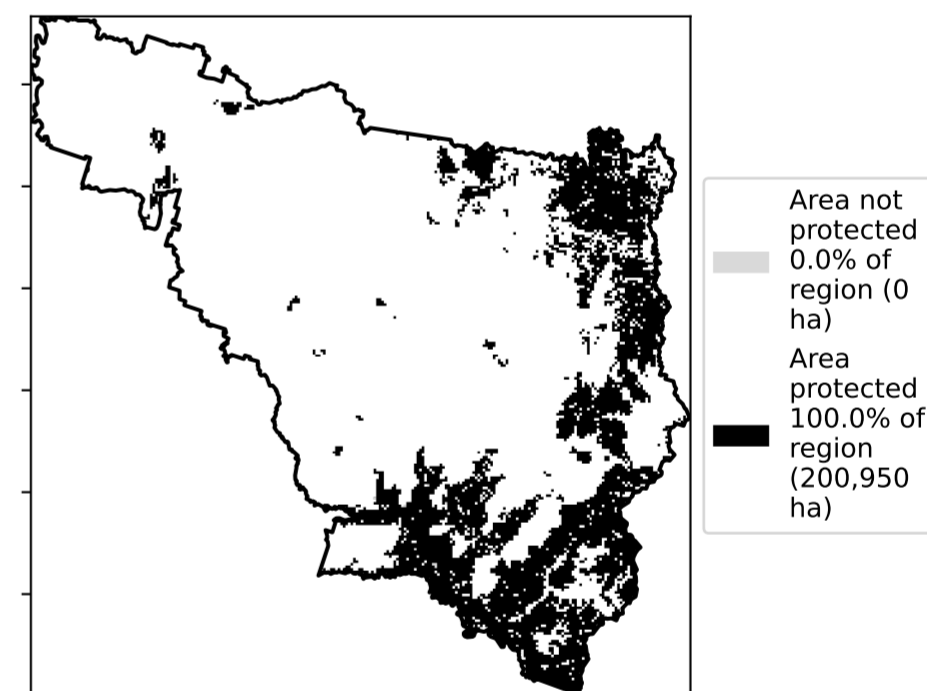 Area not
protected
0.0% of
region (0
ha)
Area
protected
100.0% of
region
(200,950
ha)